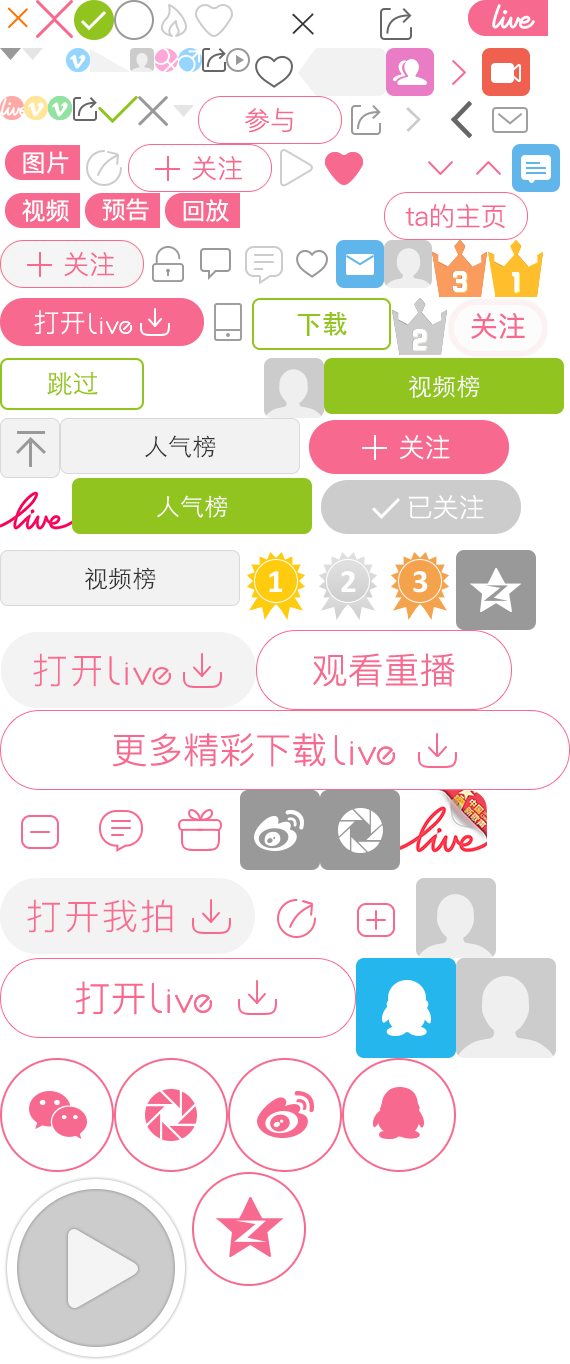 live
live
参与
图片
关注
视频 预告 回放
ta的主页
关注
3 1
打开live
下载
2
关注
跳过
视频榜
人气榜
关注
live
人气榜
已关注
视频榜
1 2 3
打开live
观看重播
更多精彩下载live
live
打开我拍
打开live